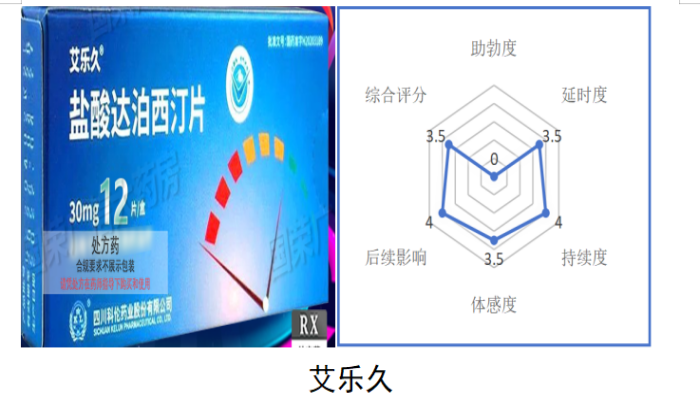 艾乐久®
盐酸达泊西汀片
30mg 12片/盒
处方药
合规要求不展示包装
四川科伦药业股份有限公司
SICHUAN KELUN PHARMACEUTICAL CO.,LTD.
RX
助勃度
综合评分
延时度
3.5
3.5
0
4
4
后续影响
3.5
持续度
体感度
艾乐久